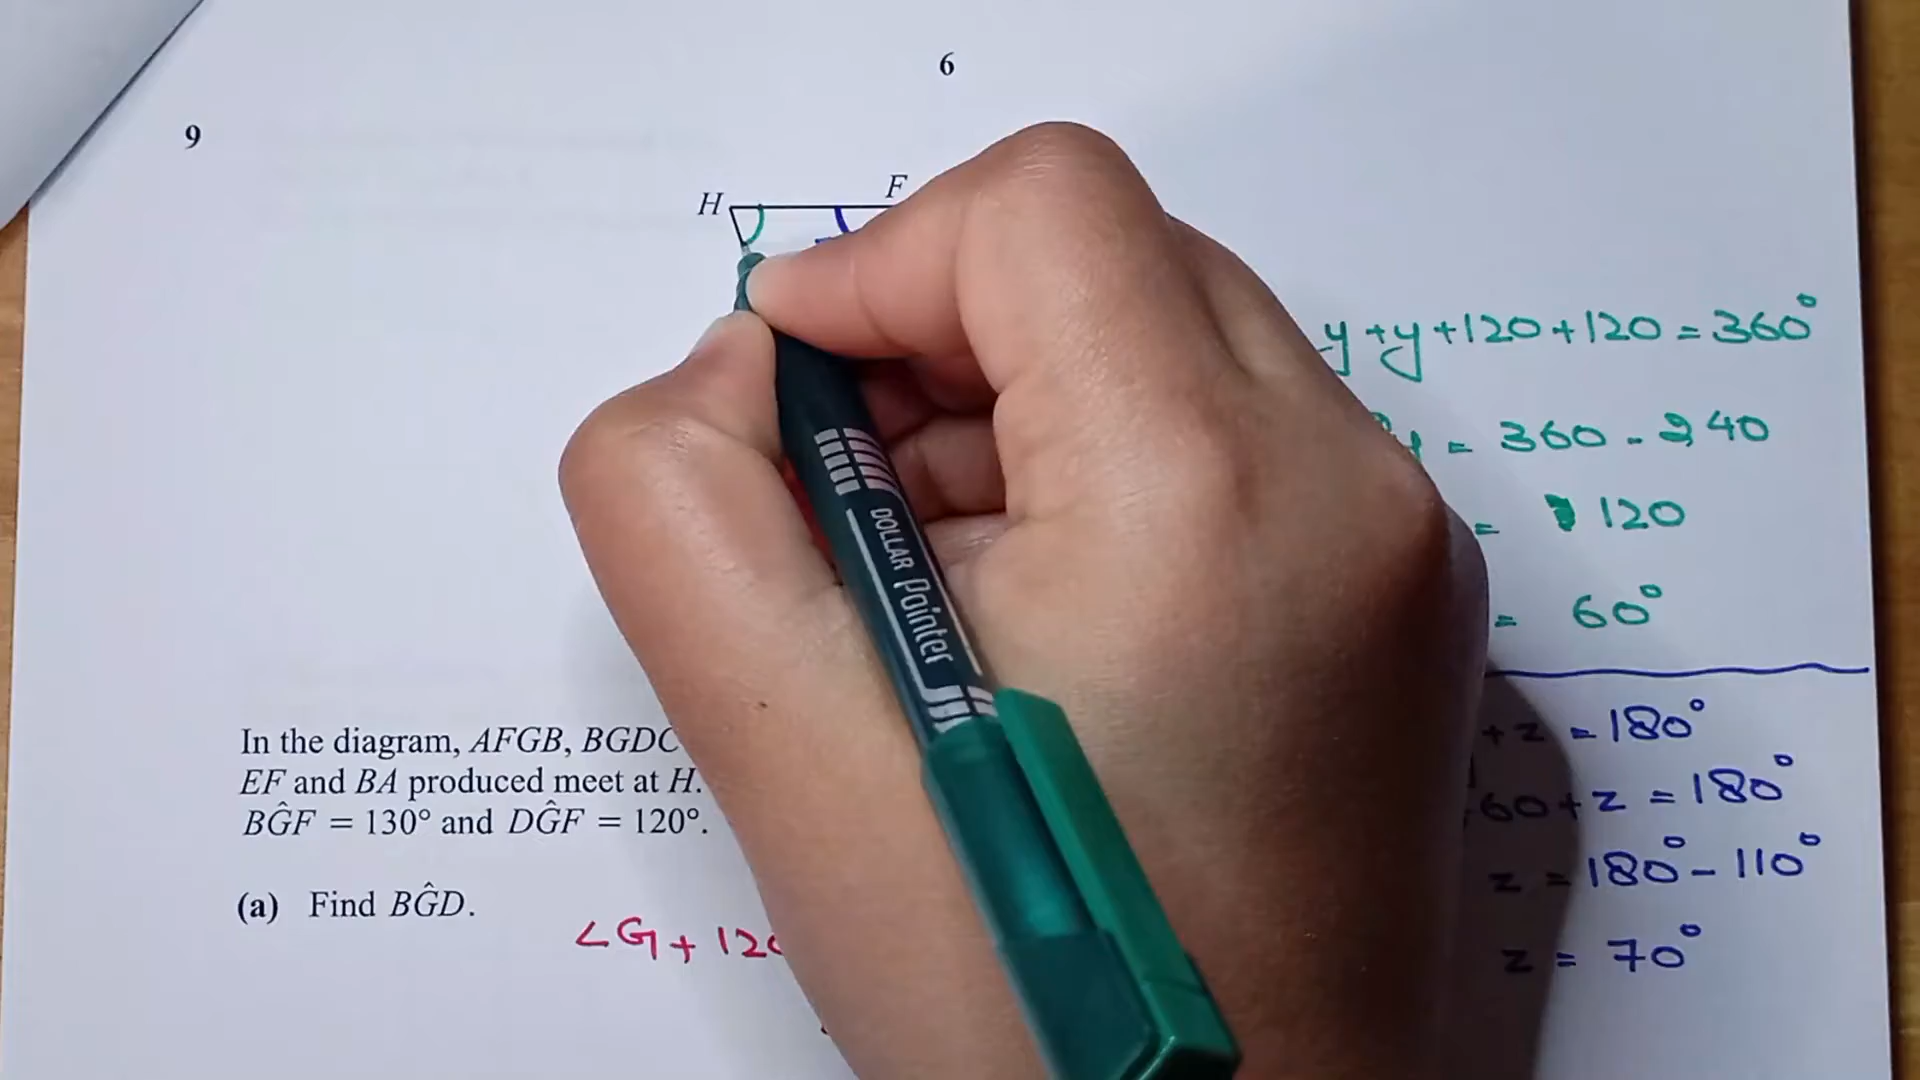 6
9
H F
y + y + 120 + 120 = 360°
= 360 - 240
= 120
= 60°
+ z = 180°
60 + z = 180°
z = 180° - 110°
z = 70°
In the diagram, AFGB, BGDC
EF and BA produced meet at H.
BĜF = 130° and DĜF = 120°.
(a) Find BĜD.
<G + 120
DOLLAR Pointer